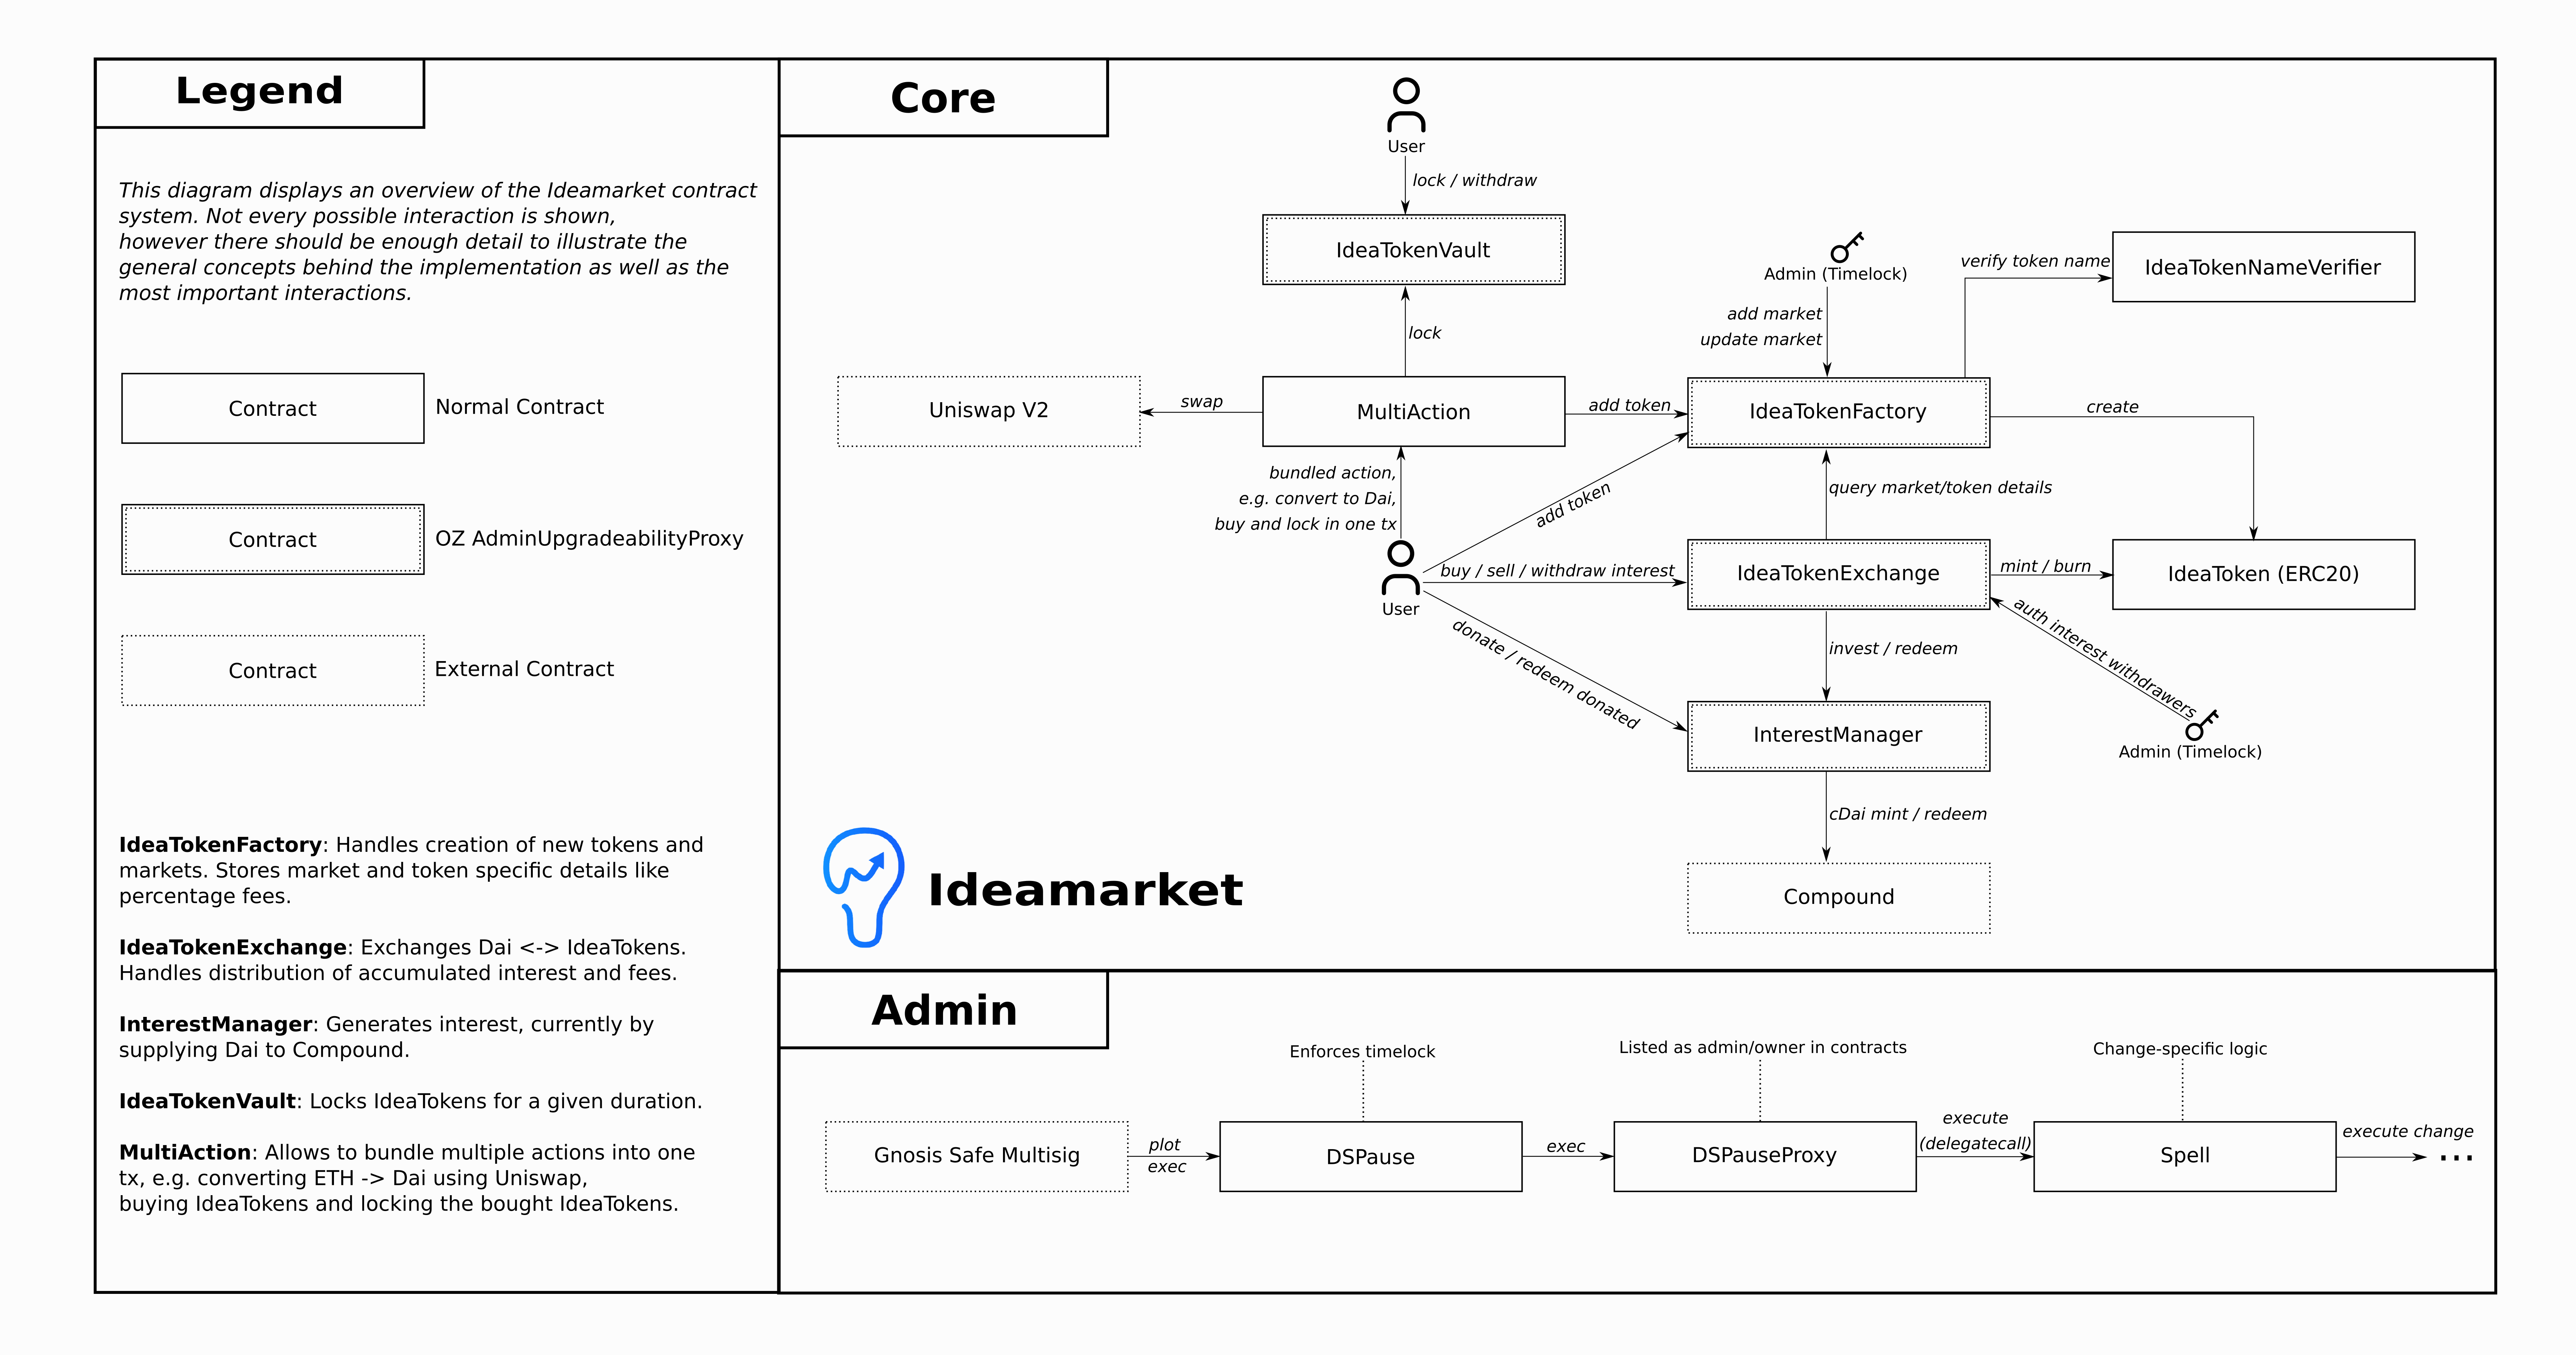 Legend
This diagram displays an overview of the Ideamarket contract
system. Not every possible interaction is shown,
however there should be enough detail to illustrate the
general concepts behind the implementation as well as the
most important interactions.
Contract
Normal Contract
Contract
OZ AdminUpgradeabilityProxy
Contract
External Contract
IdeaTokenFactory: Handles creation of new tokens and
markets. Stores market and token specific details like
percentage fees.
IdeaTokenExchange: Exchanges Dai <-> IdeaTokens.
Handles distribution of accumulated interest and fees.
InterestManager: Generates interest, currently by
supplying Dai to Compound.
IdeaTokenVault: Locks IdeaTokens for a given duration.
MultiAction: Allows to bundle multiple actions into one
tx, e.g. converting ETH -> Dai using Uniswap,
buying IdeaTokens and locking the bought IdeaTokens.
Core
User
lock / withdraw
IdeaTokenVault
lock
Admin (Timelock)
add market
update market
verify token name
IdeaTokenNameVerifier
Uniswap V2
swap
MultiAction
add token
IdeaTokenFactory
create
bundled action,
e.g. convert to Dai,
buy and lock in one tx
add token
query market/token details
User
buy / sell / withdraw interest
IdeaTokenExchange
mint / burn
IdeaToken (ERC20)
donate / redeem donated
invest / redeem
auth interest withdrawers
Admin (Timelock)
InterestManager
cDai mint / redeem
Compound
Ideamarket
Admin
Enforces timelock
Listed as admin/owner in contracts
Change-specific logic
Gnosis Safe Multisig
plot
exec
DSPause
exec
DSPauseProxy
execute
(delegatecall)
Spell
execute change
...